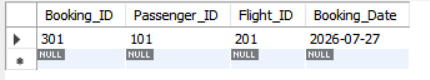 Booking_ID Passenger_ID Flight_ID Booking_Date
301 101 201 2026-07-27
NULL NULL NULL NULL